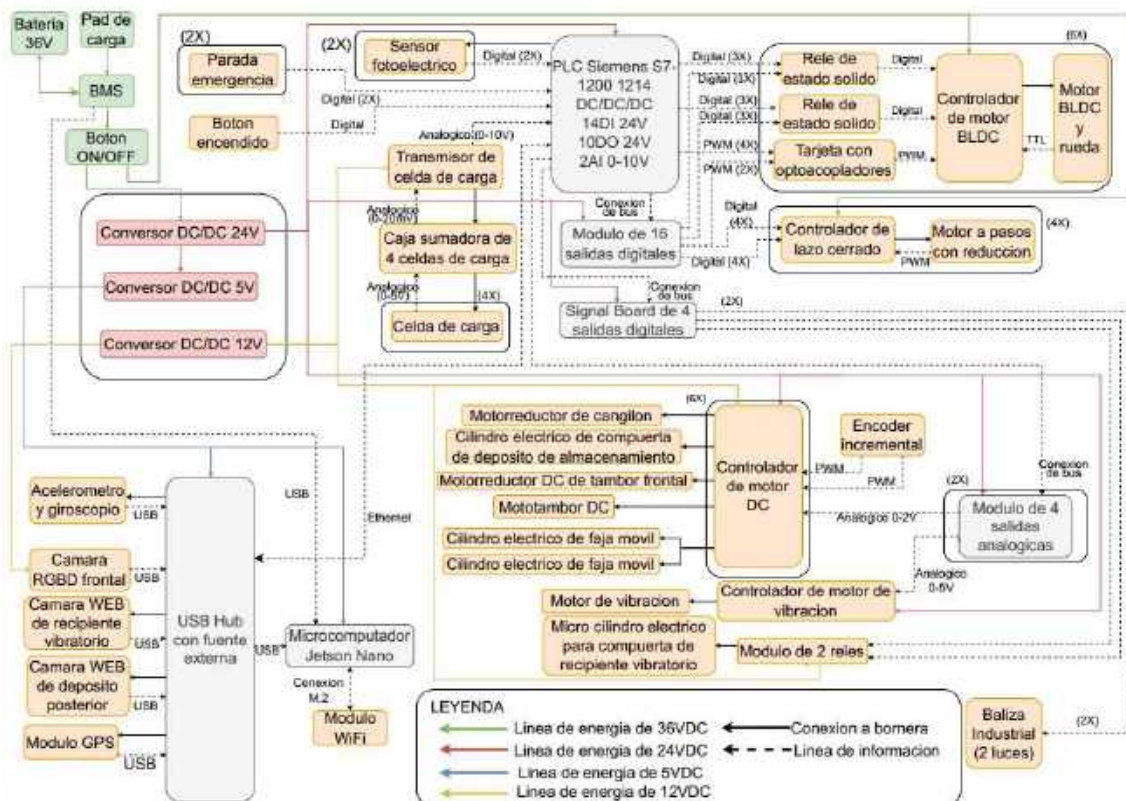 Bateria
36V
Pad de
carga
BMS
Boton
ON/OFF
(2X)
Parada
emergencia
Boton
encendido
(2X)
Sensor
fotoelectrico
Digital (2X)
Digital (2X)
Digital
Analogico (0-10V)
Transmisor de
celda de carga
Analogico
Caja sumadora de
4 celdas de carga
Analogico
(0-5V)
(4X)
Celda de carga
PLC Siemens S7-
1200 1214
DC/DC/DC
14DI 24V
10DO 24V
2AI 0-10V
Conexion
de bus
Modulo de 16
salidas digitales
Conexion
de bus
Signal Board de 4
salidas digitales
(2X)
Digital (3X)
Digital (3X)
Digital (3X)
Digital (3X)
PWM (4X)
PWM (2X)
Digital
(4X)
Digital (4X)
(6X)
Rele de
estado solido
Digital
Rele de
estado solido
Digital
Tarjeta con
optoacopladores
PWM
Controlador
de motor
BLDC
Motor
BLDC y
rueda
TTL
Controlador de
lazo cerrado
Motor a pasos
con reduccion
PWM
(4X)
Conversor DC/DC 24V
Conversor DC/DC 5V
Conversor DC/DC 12V
(6X)
Motorreductor de cangilon
Cilindro electrico de compuerta
de deposito de almacenamiento
Motorreductor DC de tambor frontal
Mototambor DC
Cilindro electrico de faja movil
Cilindro electrico de faja movil
Controlador
de motor
DC
Encoder
incremental
PWM
PWM
Analogico 0-2V
Conexion de
bus
(2X)
Modulo de 4
salidas
analogicas
Analogico
0-5V
Motor de vibracion
Controlador de motor de
vibracion
Micro cilindro electrico
para compuerta de
recipiente vibratorio
Modulo de 2 reles
Acelerometro
y giroscopio
USB
Camara
RGBD frontal
USB
Camara WEB
de recipiente
vibratorio
USB
Camara WEB
de deposito
posterior
USB
Modulo GPS
USB
USB Hub
con fuente
externa
USB
Ethernet
USB
Microcomputador
Jetson Nano
Conexion
M.2
Modulo
WiFi
LEYENDA
Linea de energia de 36VDC
Linea de energia de 24VDC
Linea de energia de 5VDC
Linea de energia de 12VDC
Conexion a bornera
Linea de informacion
Baliza
Industrial
(2 luces)
(2X)